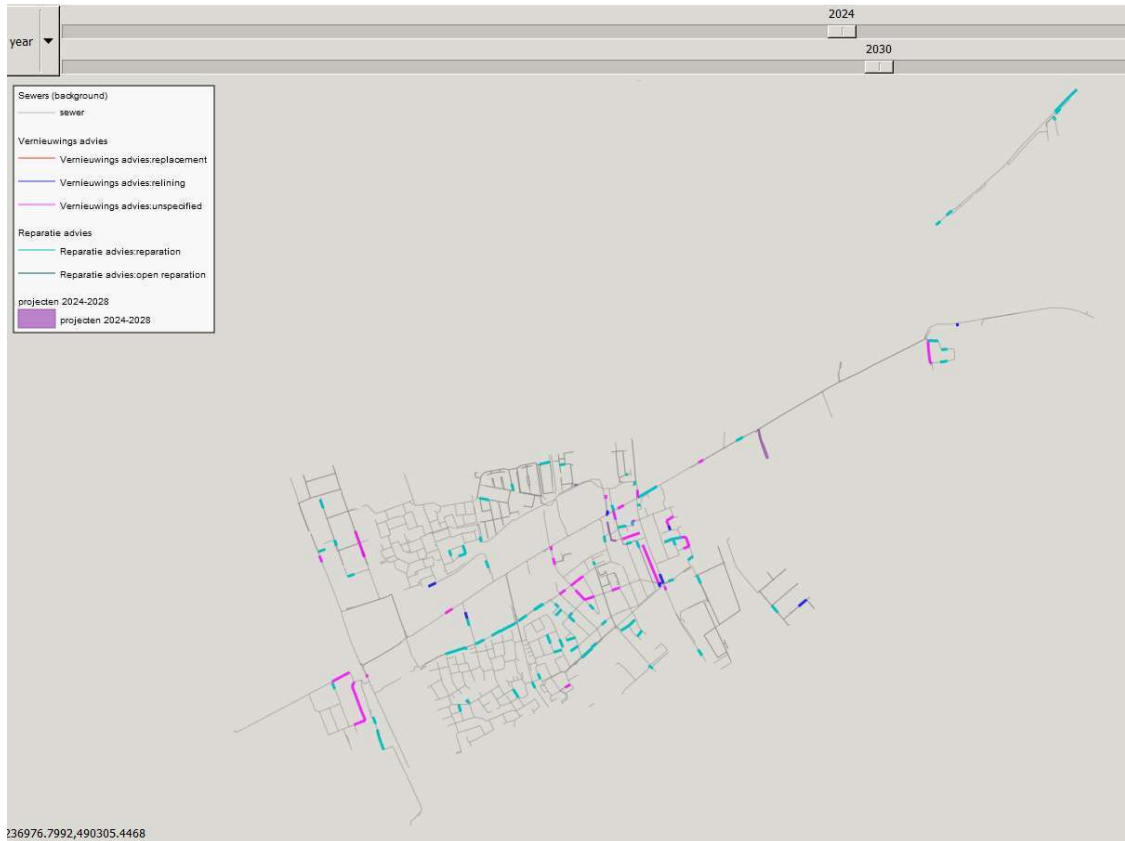 2024
year
2030
Sewers (background)
sewer
Vernieuwings advies
Vernieuwings advies:replacement
Vernieuwings advies:relining
Vernieuwings advies:unspecified
Reparatie advies
Reparatie advies:reparation
Reparatie advies:open reparation
projecten 2024-2028
projecten 2024-2028
236976.7992,490305.4468